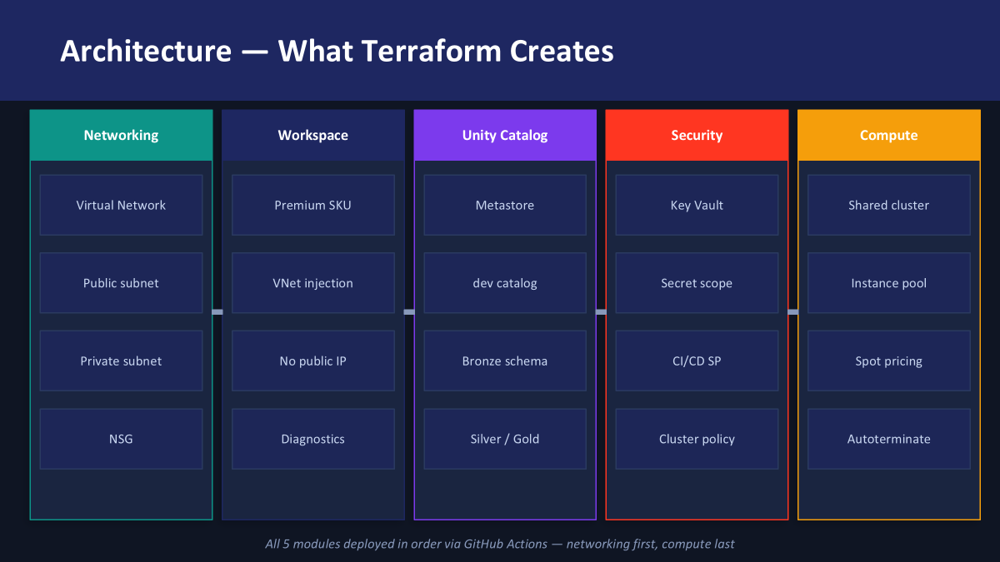 Architecture — What Terraform Creates
Networking
Virtual Network
Public subnet
Private subnet
NSG
Workspace
Premium SKU
VNet injection
No public IP
Diagnostics
Unity Catalog
Metastore
dev catalog
Bronze schema
Silver / Gold
Security
Key Vault
Secret scope
CI/CD SP
Cluster policy
Compute
Shared cluster
Instance pool
Spot pricing
Autoterminate
All 5 modules deployed in order via GitHub Actions — networking first, compute last